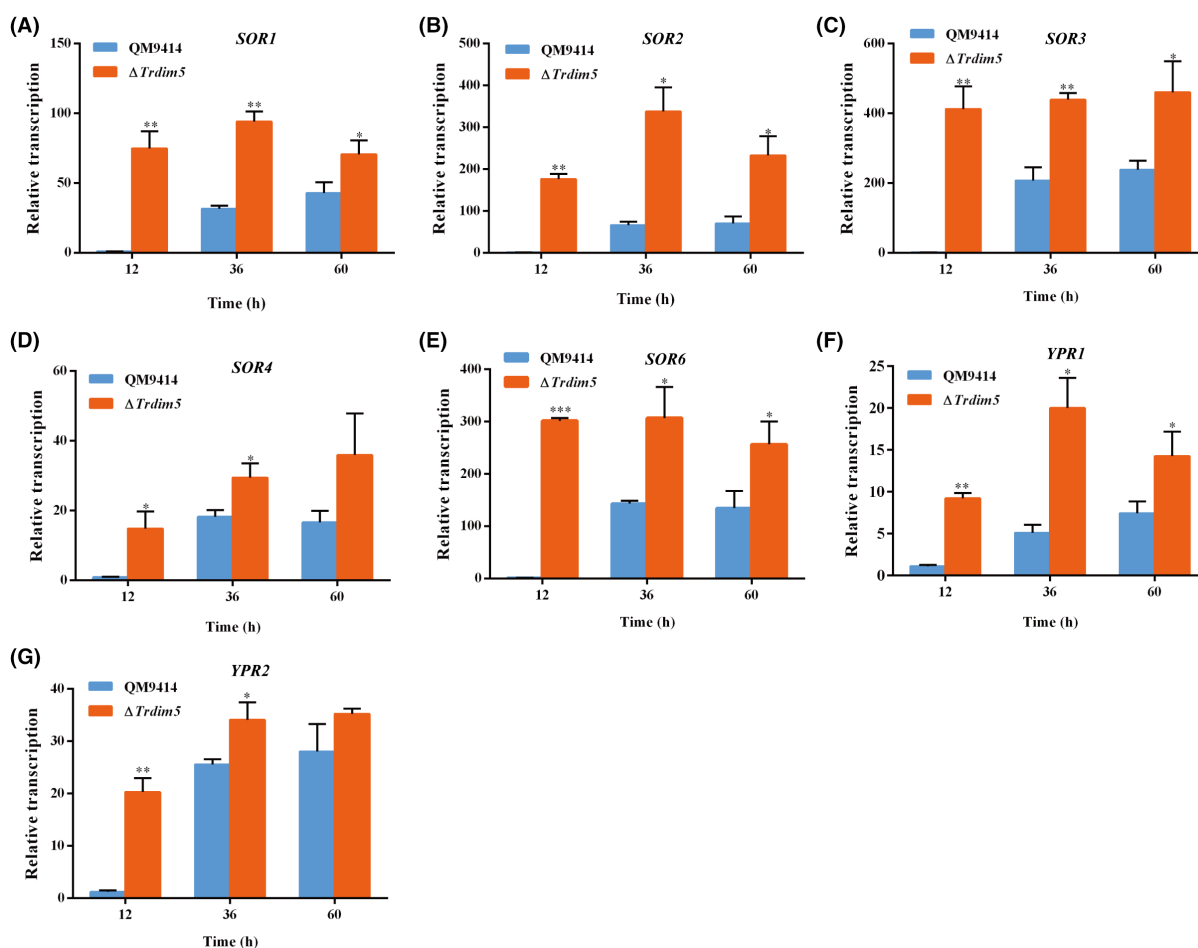 (A)
SOR1
QM9414
ΔTrdim5
Relative transcription
150
100
50
0
**
**
*
12
36
60
Time (h)
(B)
SOR2
QM9414
ΔTrdim5
Relative transcription
500
400
300
200
100
0
**
*
*
12
36
60
Time (h)
(C)
SOR3
QM9414
ΔTrdim5
Relative transcription
600
400
200
0
**
**
*
12
36
60
Time (h)
(D)
SOR4
QM9414
ΔTrdim5
Relative transcription
60
40
20
0
*
*
12
36
60
Time (h)
(E)
SOR6
QM9414
ΔTrdim5
Relative transcription
400
300
200
100
0
***
*
*
12
36
60
Time (h)
(F)
YPR1
QM9414
ΔTrdim5
Relative transcription
25
20
15
10
5
0
**
*
*
12
36
60
Time (h)
(G)
YPR2
QM9414
ΔTrdim5
Relative transcription
40
30
20
10
0
**
*
12
36
60
Time (h)